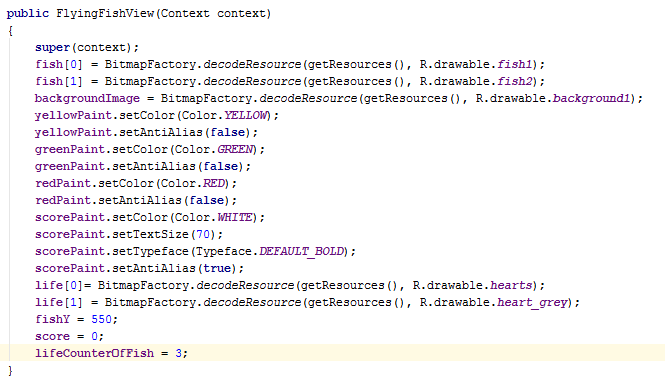 public FlyingFishView(Context context)
{
super(context);
fish[0] = BitmapFactory.decodeResource(getResources(), R.drawable.fish1);
fish[1] = BitmapFactory.decodeResource(getResources(), R.drawable.fish2);
backgroundImage = BitmapFactory.decodeResource(getResources(), R.drawable.background1);
yellowPaint.setColor(Color.YELLOW);
yellowPaint.setAntiAlias(false);
greenPaint.setColor(Color.GREEN);
greenPaint.setAntiAlias(false);
redPaint.setColor(Color.RED);
redPaint.setAntiAlias(false);
scorePaint.setColor(Color.WHITE);
scorePaint.setTextSize(70);
scorePaint.setTypeface(Typeface.DEFAULT_BOLD);
scorePaint.setAntiAlias(true);
life[0]= BitmapFactory.decodeResource(getResources(), R.drawable.hearts);
life[1] = BitmapFactory.decodeResource(getResources(), R.drawable.heart_grey);
fishY = 550;
score = 0;
lifeCounterOfFish = 3;
}